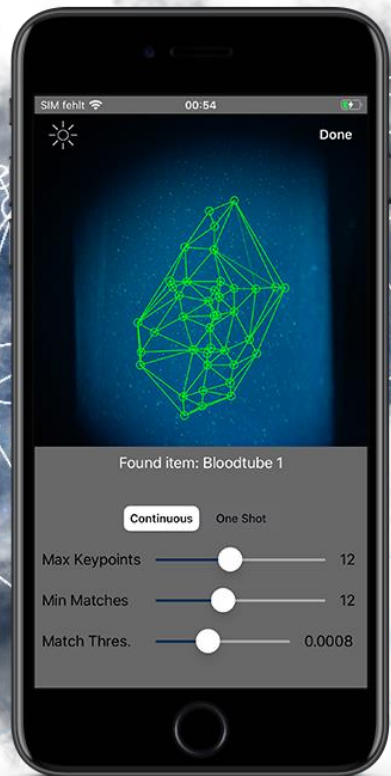 SIM fehlt 00:54
Done
Found item: Bloodtube 1
Continuous One Shot
Max Keypoints 12
Min Matches 12
Match Thres. 0.0008